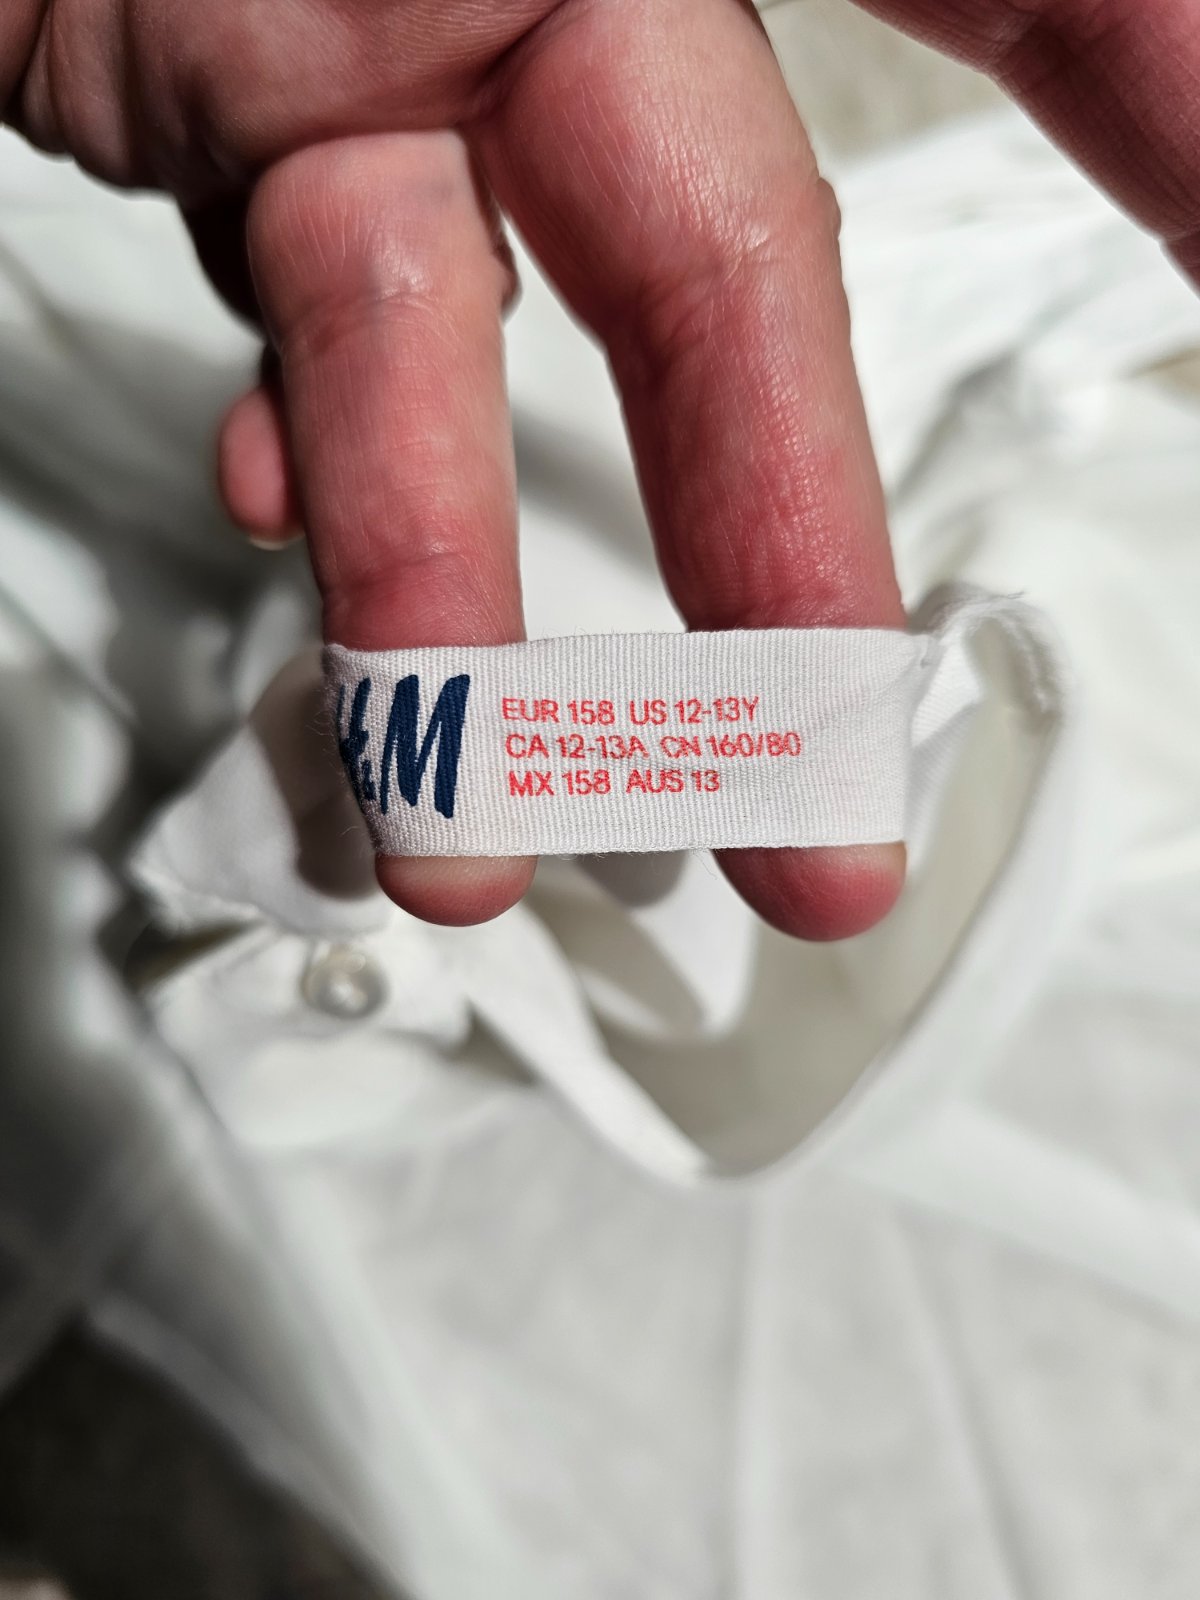 H&M
EUR 158 US 12-13Y
CA 12-13A CN 160/80
MX 158 AUS 13